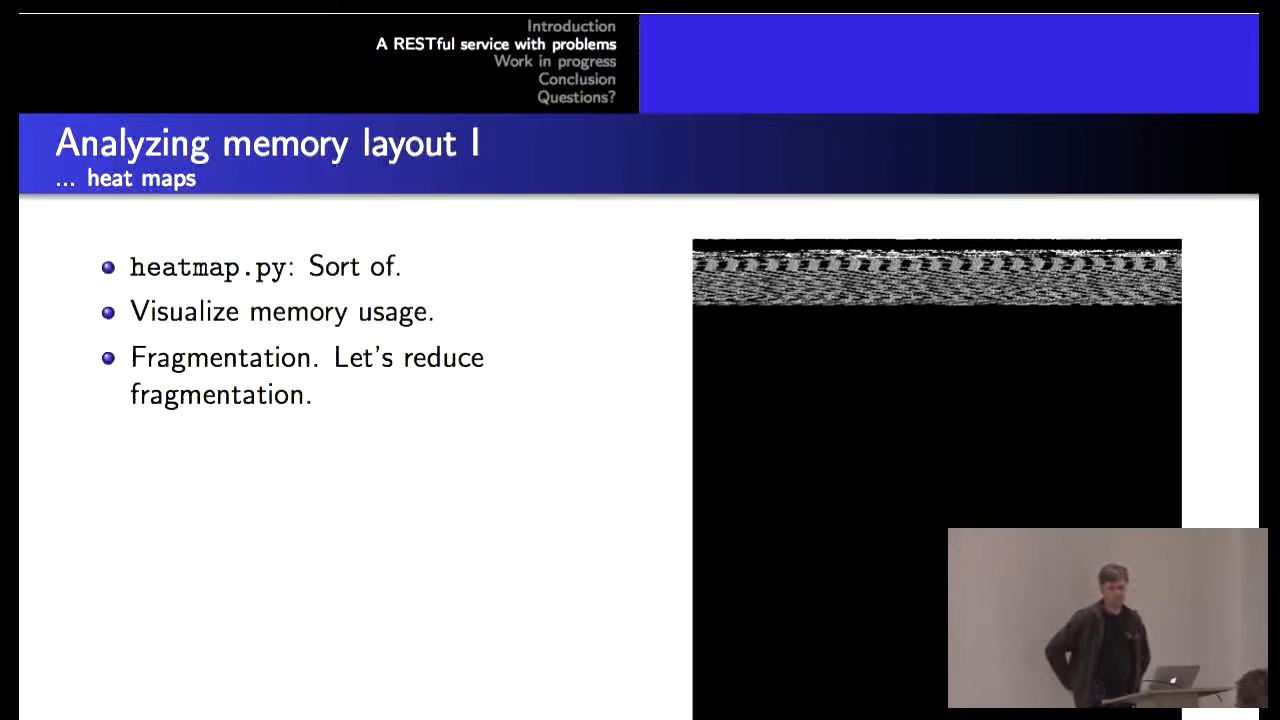 Introduction
A RESTful service with problems
Work in progress
Conclusion
Questions?
Analyzing memory layout I
... heat maps
heatmap.py: Sort of.
Visualize memory usage.
Fragmentation. Let's reduce
fragmentation.